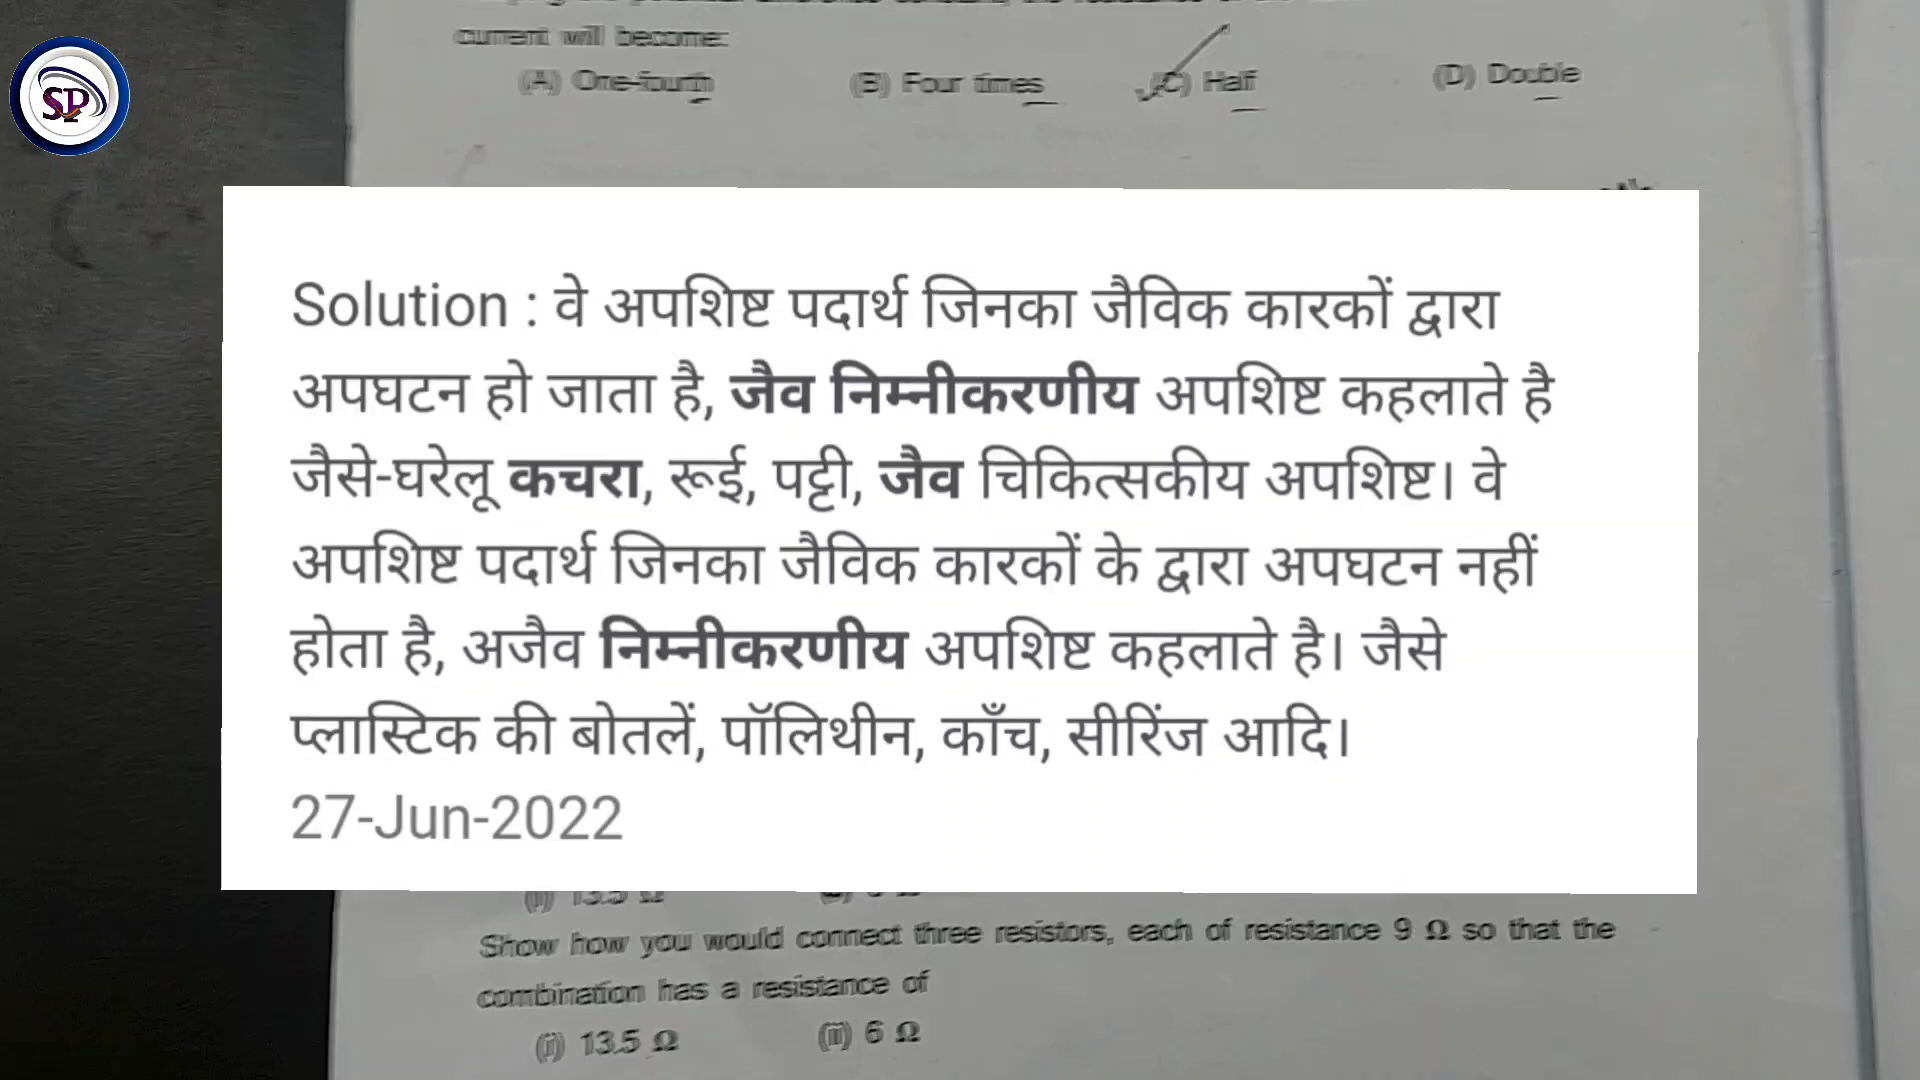 SP
current will become:
(A) One-fourth (B) Four times (C) Half (D) Double
Solution : वे अपशिष्ट पदार्थ जिनका जैविक कारकों द्वारा
अपघटन हो जाता है, जैव निम्नीकरणीय अपशिष्ट कहलाते है
जैसे-घरेलू कचरा, रूई, पट्टी, जैव चिकित्सकीय अपशिष्ट। वे
अपशिष्ट पदार्थ जिनका जैविक कारकों के द्वारा अपघटन नहीं
होता है, अजैव निम्नीकरणीय अपशिष्ट कहलाते है। जैसे
प्लास्टिक की बोतलें, पॉलिथीन, काँच, सीरिंज आदि।
27-Jun-2022
(i) 13.5 Ω
Show how you would connect three resistors, each of resistance 9 Ω so that the
combination has a resistance of
(i) 13.5 Ω (ii) 6 Ω